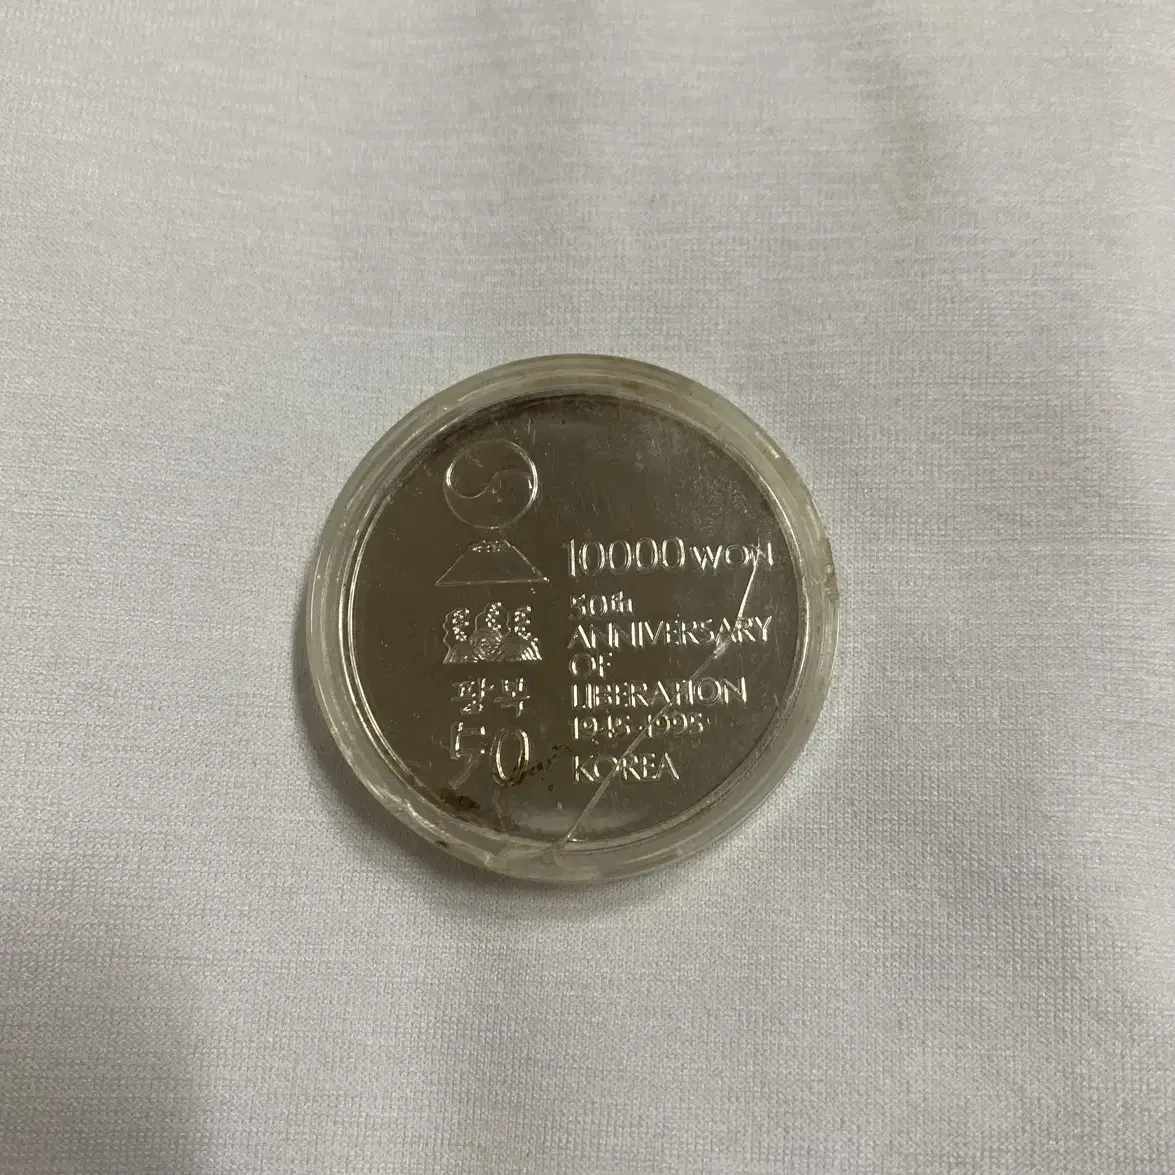 10000 WON
50th
ANNIVERSARY
OF
LIBERATION
1945-1995
KOREA
광복
50